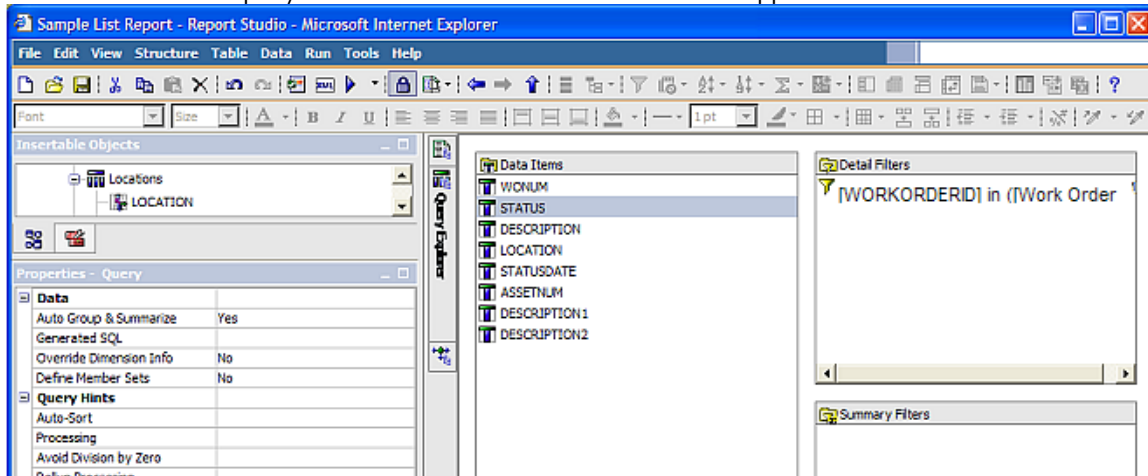 Sample List Report - Report Studio - Microsoft Internet Explorer
File Edit View Structure Table Data Run Tools Help
Font Size A B I U 1 pt
Insertable Objects
Locations
LOCATION
Properties - Query
Data
Auto Group & Summarize Yes
Generated SQL
Override Dimension Info No
Define Member Sets No
Query Hints
Auto-Sort
Processing
Avoid Division by Zero
Query Explorer
Data Items
WONUM
STATUS
DESCRIPTION
LOCATION
STATUSDATE
ASSETNUM
DESCRIPTION1
DESCRIPTION2
Detail Filters
[WORKORDERID] in ([Work Order
Summary Filters